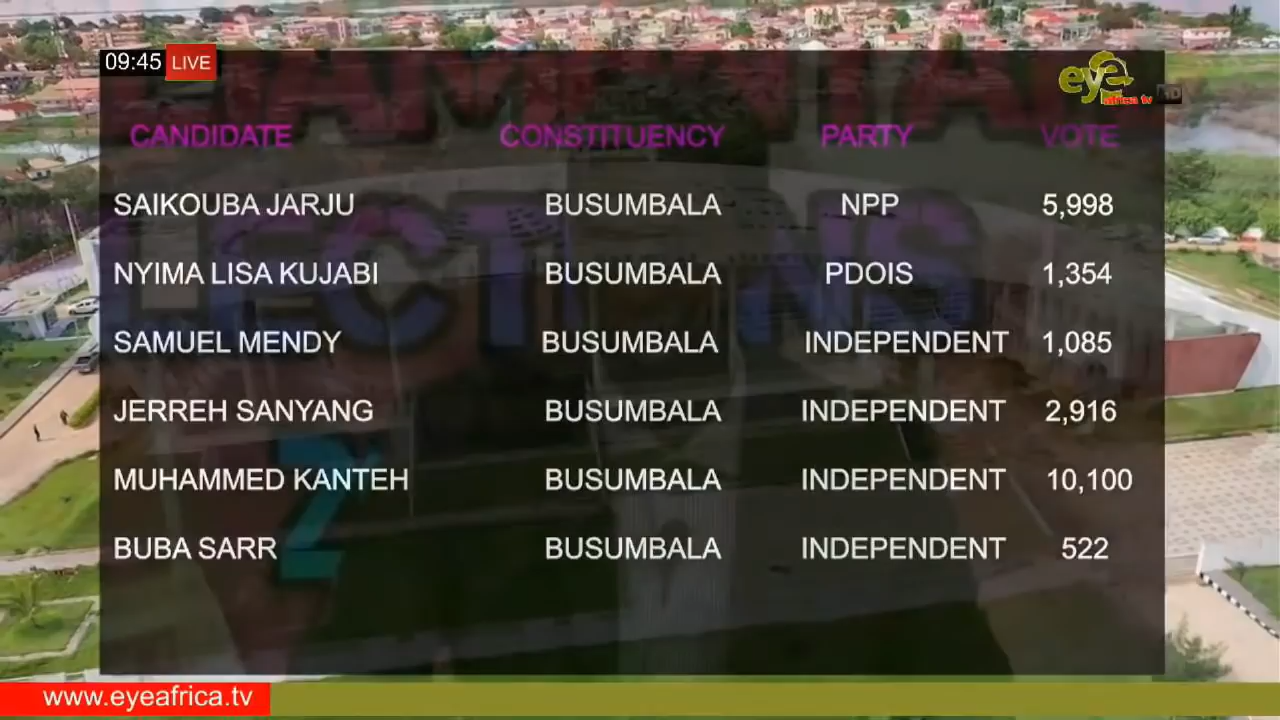 09:45 LIVE
eye
africa tv HD
CANDIDATE CONSTITUENCY PARTY VOTE
SAIKOUBA JARJU BUSUMBALA NPP 5,998
NYIMA LISA KUJABI BUSUMBALA PDOIS 1,354
SAMUEL MENDY BUSUMBALA INDEPENDENT 1,085
JERREH SANYANG BUSUMBALA INDEPENDENT 2,916
MUHAMMED KANTEH BUSUMBALA INDEPENDENT 10,100
BUBA SARR BUSUMBALA INDEPENDENT 522
www.eyeafrica.tv